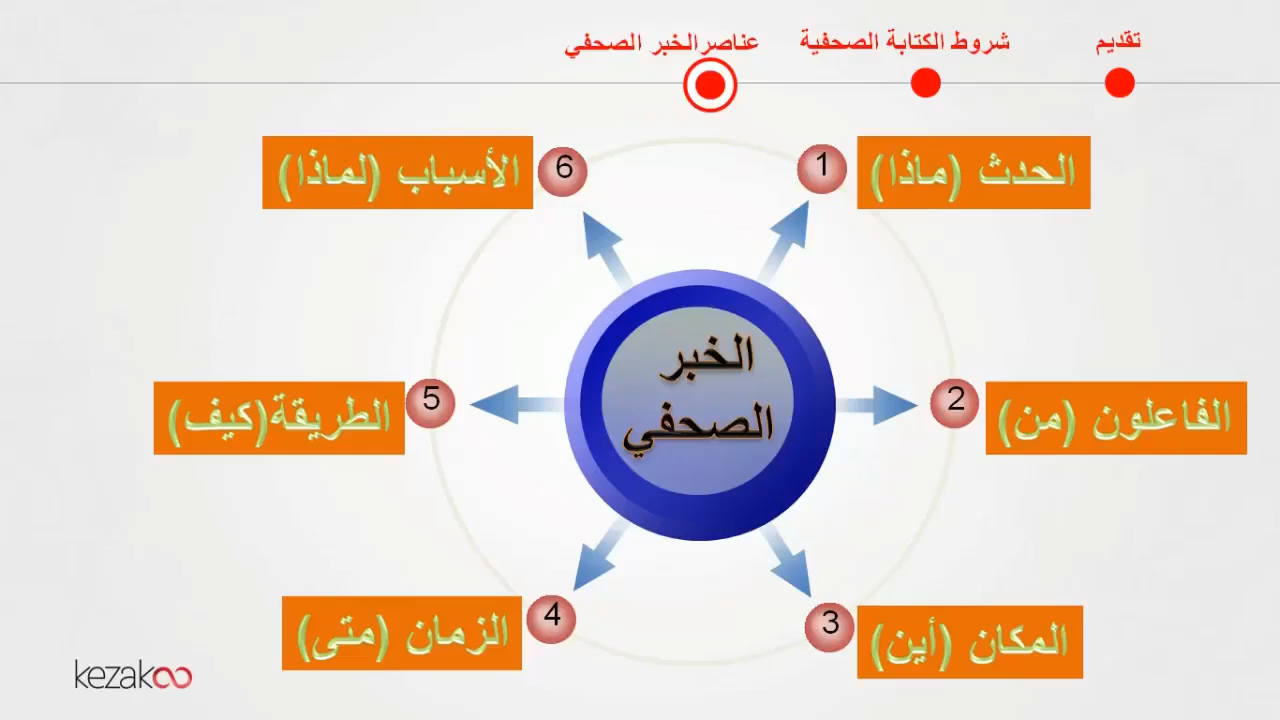 تقديم
شروط الكتابة الصحفية
عناصرالخبر الصحفي
1
الحدث (ماذا)
6
الأسباب (لماذا)
الخبر
الصحفي
2
الفاعلون (من)
5
الطريقة(كيف)
3
المكان (أين)
4
الزمان (متى)
kezakoo